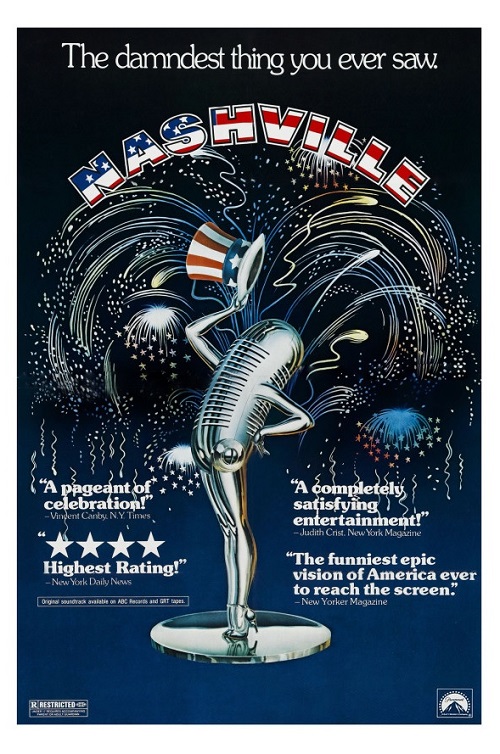 The damndest thing you ever saw.
NASHVILLE
“A pageant of
celebration!”
–Vincent Canby, N.Y. Times
“★★★★
Highest Rating!”
– New York Daily News
Original soundtrack available on ABC Records and GRT tapes.
“A completely
satisfying
entertainment!”
– Judith Crist, New York Magazine
“The funniest epic
vision of America ever
to reach the screen.”
– New Yorker Magazine
R RESTRICTED